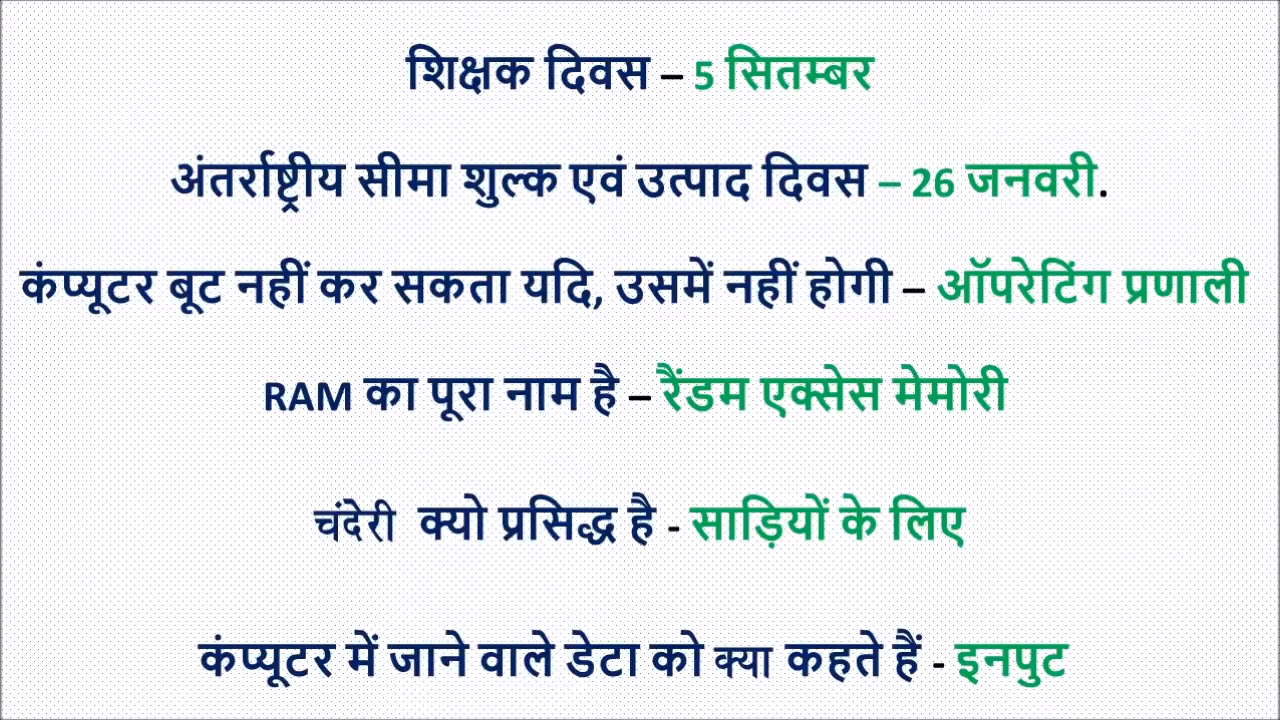 शिक्षक दिवस – 5 सितम्बर
अंतर्राष्ट्रीय सीमा शुल्क एवं उत्पाद दिवस – 26 जनवरी.
कंप्यूटर बूट नहीं कर सकता यदि, उसमें नहीं होगी – ऑपरेटिंग प्रणाली
RAM का पूरा नाम है – रैंडम एक्सेस मेमोरी
चंदेरी क्यो प्रसिद्ध है - साड़ियों के लिए
कंप्यूटर में जाने वाले डेटा को क्या कहते हैं - इनपुट